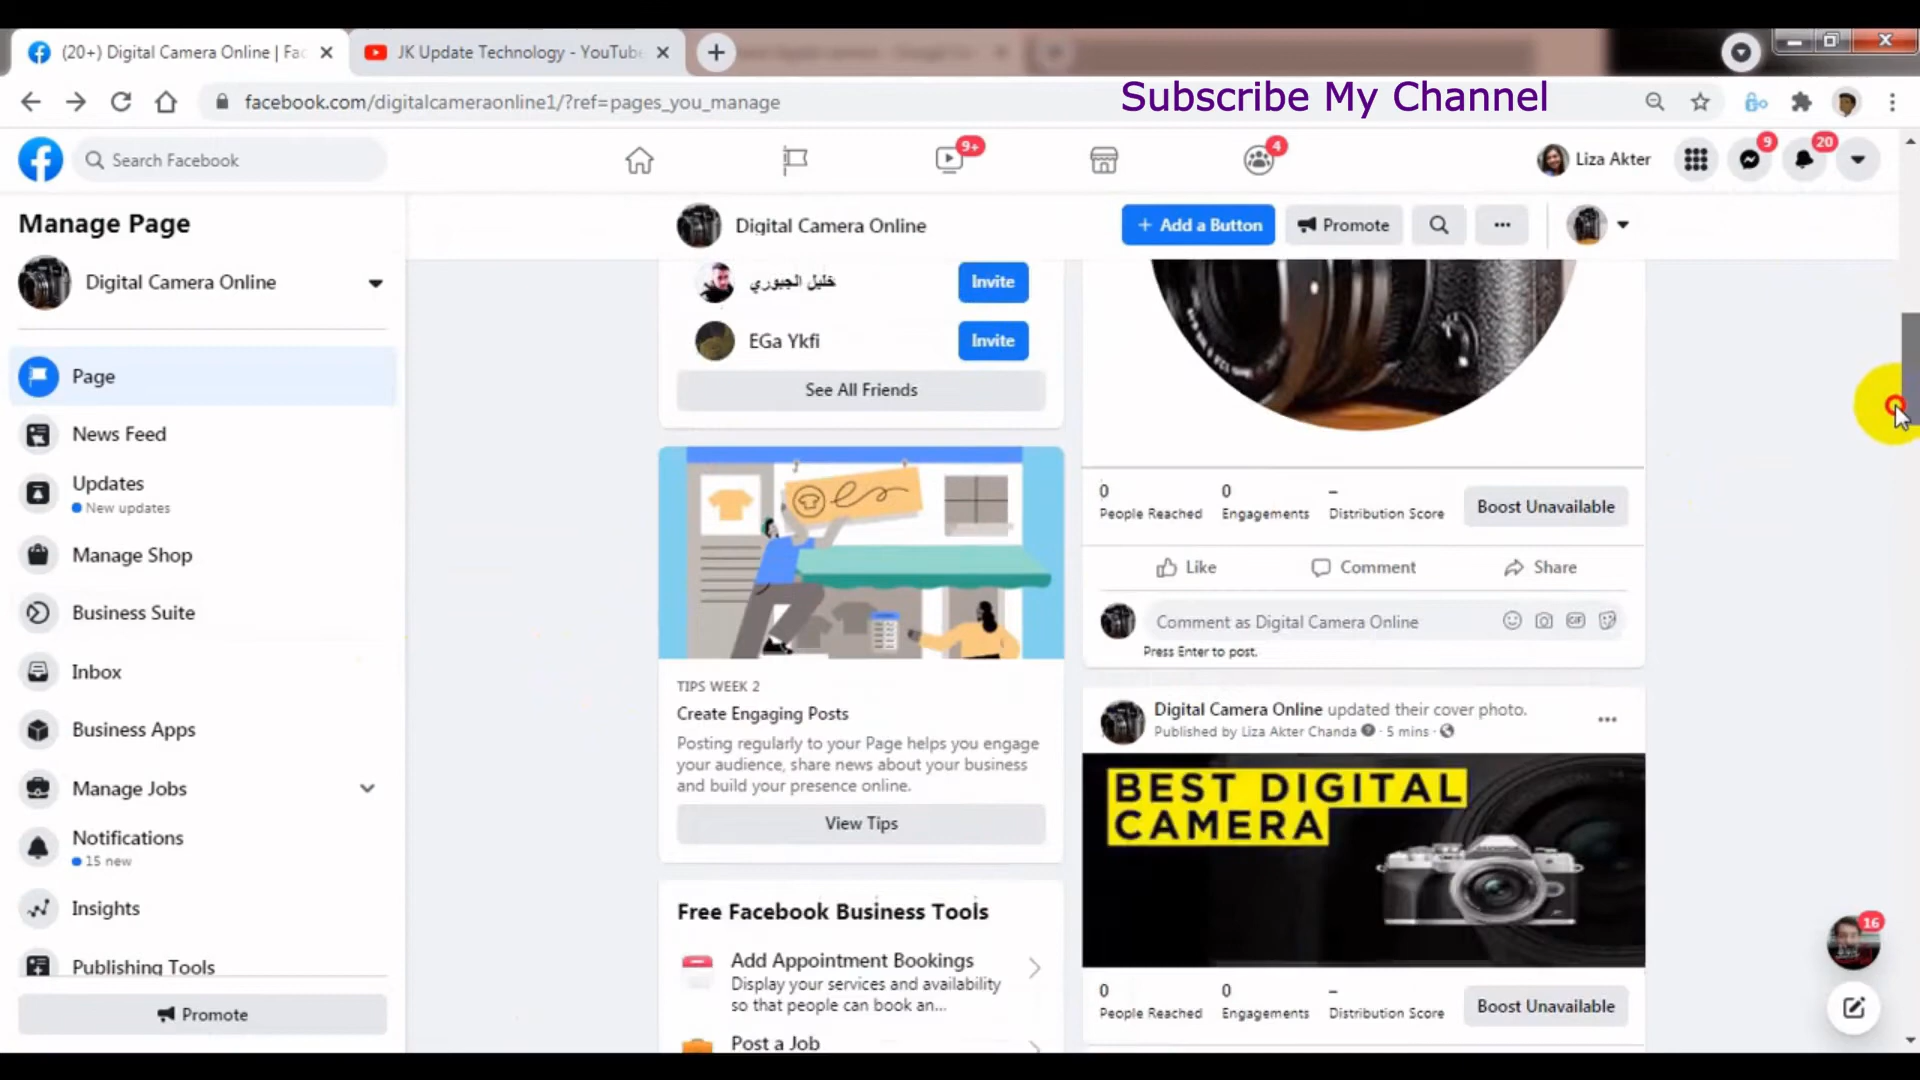 (20+) Digital Camera Online | Fac
JK Update Technology - YouTube
facebook.com/digitalcameraonline1/?ref=pages_you_manage
Subscribe My Channel
Search Facebook
9+
4
Liza Akter
9
20
Manage Page
Digital Camera Online
Digital Camera Online
Add a Button
Promote
Page
News Feed
Updates
New updates
Manage Shop
Business Suite
Inbox
Business Apps
Manage Jobs
Notifications
15 new
Insights
Publishing Tools
Promote
خليل الجبوري
Invite
EGa Ykfi
Invite
See All Friends
TIPS WEEK 2
Create Engaging Posts
Posting regularly to your Page helps you engage
your audience, share news about your business
and build your presence online.
View Tips
Free Facebook Business Tools
Add Appointment Bookings
Display your services and availability
so that people can book an...
Post a Job
0
People Reached
0
Engagements
–
Distribution Score
Boost Unavailable
Like
Comment
Share
Comment as Digital Camera Online
GIF
Press Enter to post.
Digital Camera Online updated their cover photo.
Published by Liza Akter Chanda · 5 mins ·
BEST DIGITAL
CAMERA
0
People Reached
0
Engagements
–
Distribution Score
Boost Unavailable
16